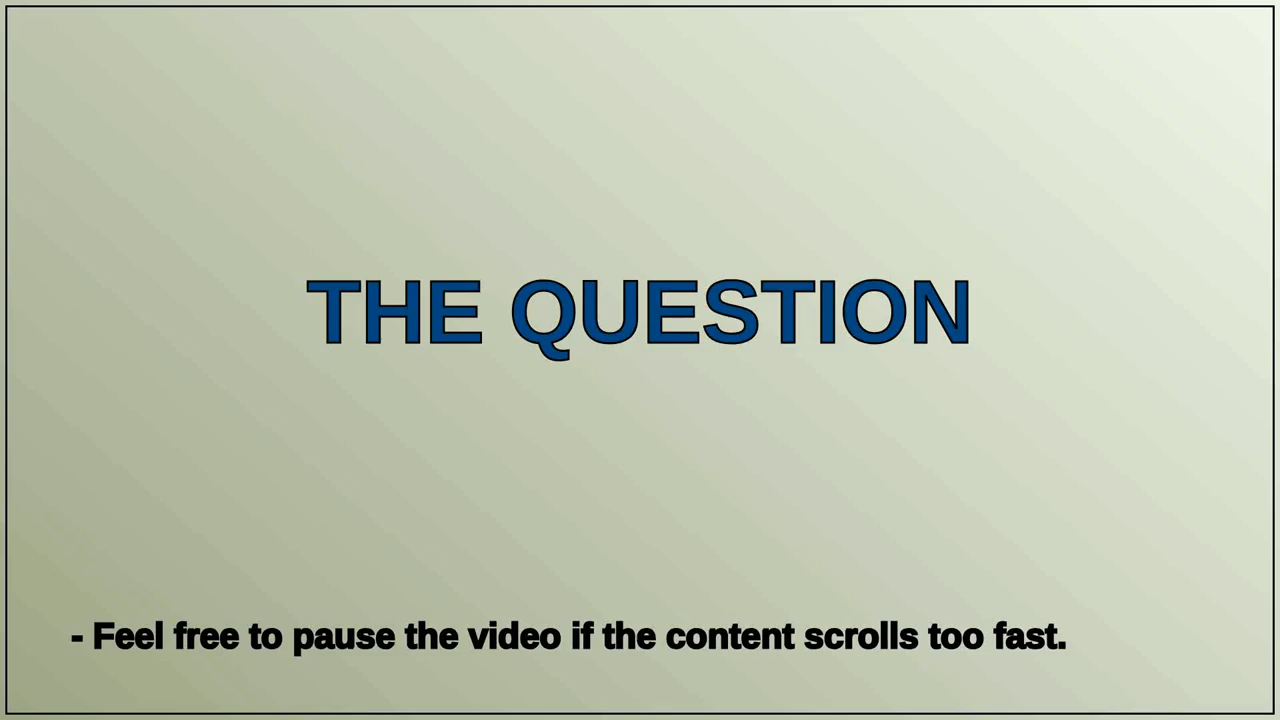 THE QUESTION
- Feel free to pause the video if the content scrolls too fast.